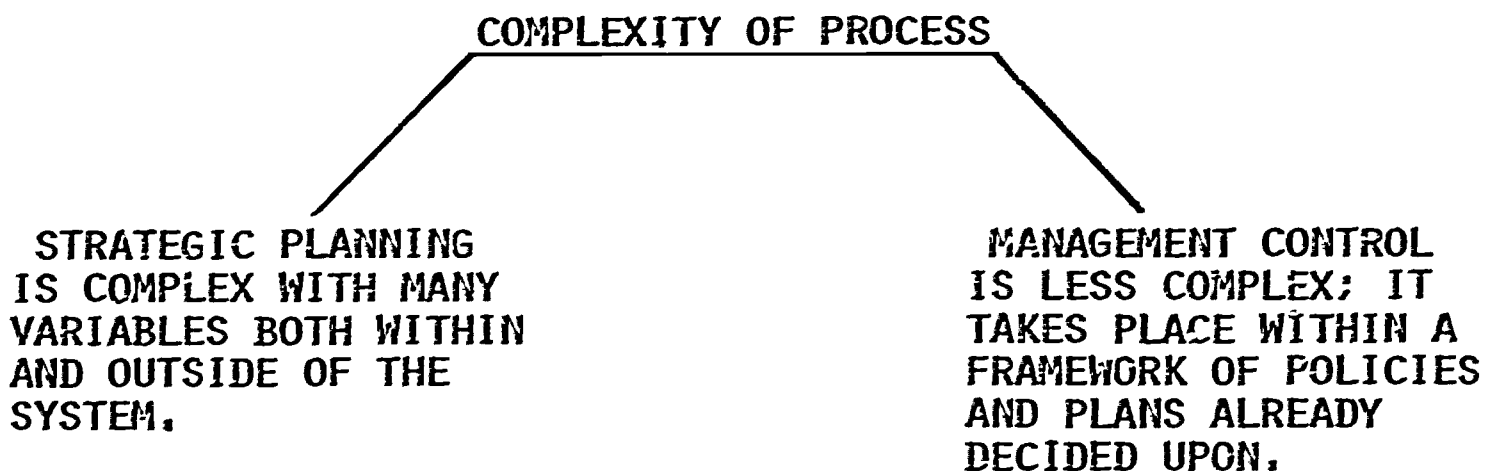 COMPLEXITY OF PROCESS
STRATEGIC PLANNING
IS COMPLEX WITH MANY
VARIABLES BOTH WITHIN
AND OUTSIDE OF THE
SYSTEM.
MANAGEMENT CONTROL
IS LESS COMPLEX; IT
TAKES PLACE WITHIN A
FRAMEWORK OF POLICIES
AND PLANS ALREADY
DECIDED UPON.